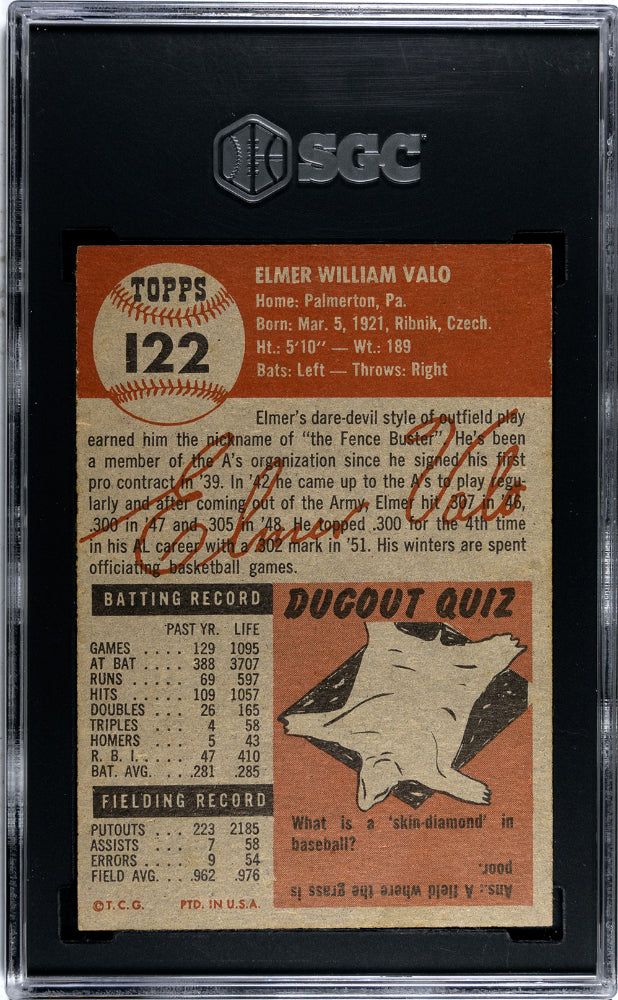 SGC
TOPPS
122
ELMER WILLIAM VALO
Home: Palmerton, Pa.
Born: Mar. 5, 1921, Ribnik, Czech.
Ht.: 5'10" — Wt.: 189
Bats: Left — Throws: Right
Elmer's dare-devil style of outfield play
earned him the nickname of "the Fence Buster". He's been
a member of the A's organization since he signed his first
pro contract in '39. In '42 he came up to the A's to play regu-
larly and after coming out of the Army, Elmer hit .307 in '46,
.300 in '47 and .305 in '48. He topped .300 for the 4th time
in his AL career with a .302 mark in '51. His winters are spent
officiating basketball games.
Elmer Valo
BATTING RECORD
PAST YR. LIFE
GAMES .... 129 1095
AT BAT .... 388 3707
RUNS .... 69 597
HITS .... 109 1057
DOUBLES ... 26 165
TRIPLES ... 4 58
HOMERS ... 5 43
R. B. I. .... 47 410
BAT. AVG. ... .281 .285
FIELDING RECORD
PUTOUTS ... 223 2185
ASSISTS ... 7 58
ERRORS .... 9 54
FIELD AVG. .. .962 .976
©T.C.G. PTD. IN U.S.A.
DUGOUT QUIZ
What is a 'skin-diamond' in
baseball?
Ans.: A field where the grass is
poor.